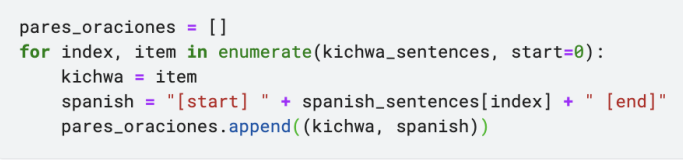 pares_oraciones = []
for index, item in enumerate(kichwa_sentences, start=0):
    kichwa = item
    spanish = "[start] " + spanish_sentences[index] + " [end]"
    pares_oraciones.append((kichwa, spanish))